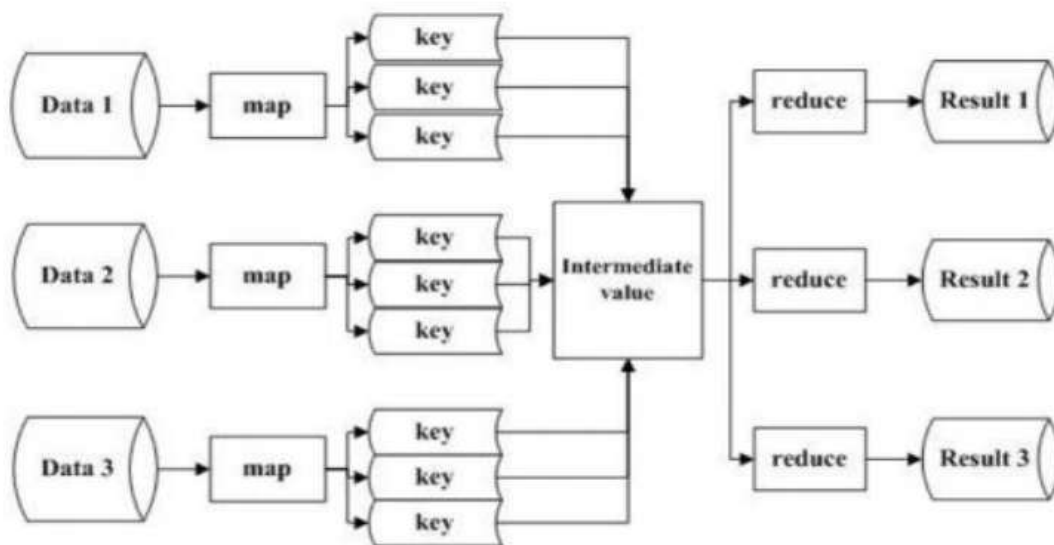 Data 1
map
key
key
key
Data 2
map
key
key
key
Data 3
map
key
key
key
Intermediate
value
reduce
Result 1
reduce
Result 2
reduce
Result 3